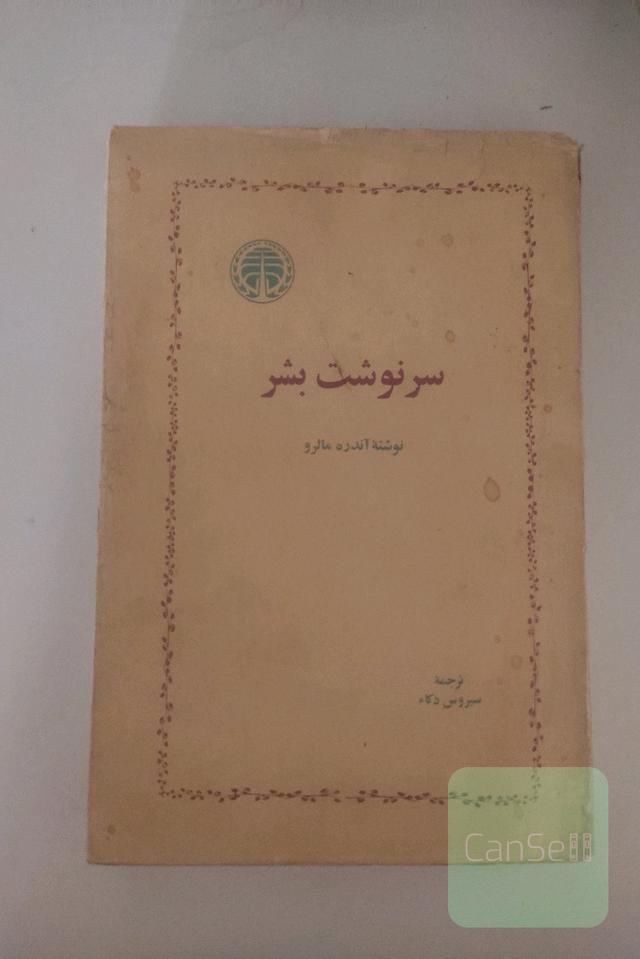 سرنوشت بشر
نوشتهٔ آندره مالرو
ترجمهٔ
سیروس ذکاء
CanSell